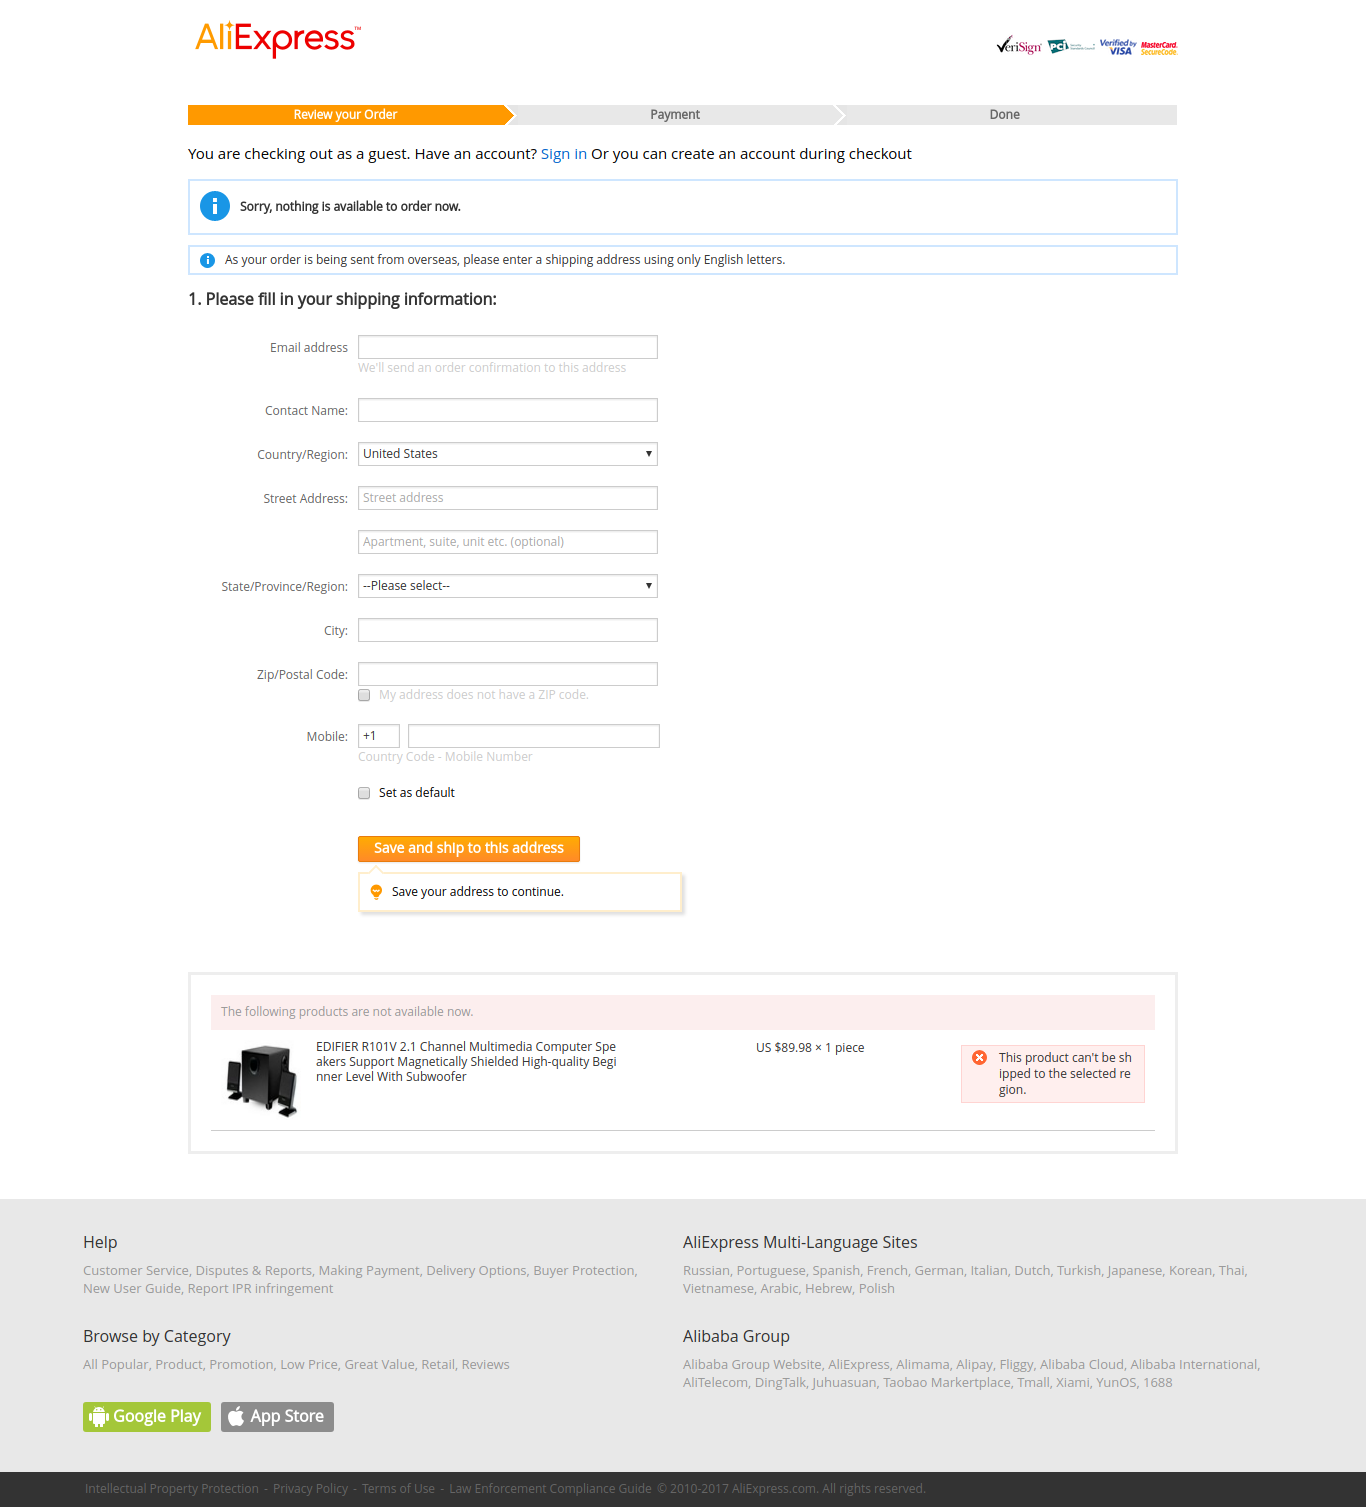 AliExpress™
VeriSign PCI Verified by VISA MasterCard. SecureCode.
Review your Order
Payment
Done
You are checking out as a guest. Have an account? Sign in Or you can create an account during checkout
Sorry, nothing is available to order now.
As your order is being sent from overseas, please enter a shipping address using only English letters.
1. Please fill in your shipping information:
Email address
We'll send an order confirmation to this address
Contact Name:
Country/Region: United States
Street Address: Street address
Apartment, suite, unit etc. (optional)
State/Province/Region: --Please select--
City:
Zip/Postal Code:
My address does not have a ZIP code.
Mobile: +1
Country Code - Mobile Number
Set as default
Save and ship to this address
Save your address to continue.
The following products are not available now.
EDIFIER R101V 2.1 Channel Multimedia Computer Spe
akers Support Magnetically Shielded High-quality Begi
nner Level With Subwoofer
US $89.98 × 1 piece
This product can't be sh
ipped to the selected re
gion.
Help
Customer Service, Disputes & Reports, Making Payment, Delivery Options, Buyer Protection,
New User Guide, Report IPR infringement
AliExpress Multi-Language Sites
Russian, Portuguese, Spanish, French, German, Italian, Dutch, Turkish, Japanese, Korean, Thai,
Vietnamese, Arabic, Hebrew, Polish
Browse by Category
All Popular, Product, Promotion, Low Price, Great Value, Retail, Reviews
Alibaba Group
Alibaba Group Website, AliExpress, Alimama, Alipay, Fliggy, Alibaba Cloud, Alibaba International,
AliTelecom, DingTalk, Juhuasuan, Taobao Markertplace, Tmall, Xiami, YunOS, 1688
Google Play
App Store
Intellectual Property Protection - Privacy Policy - Terms of Use - Law Enforcement Compliance Guide © 2010-2017 AliExpress.com. All rights reserved.